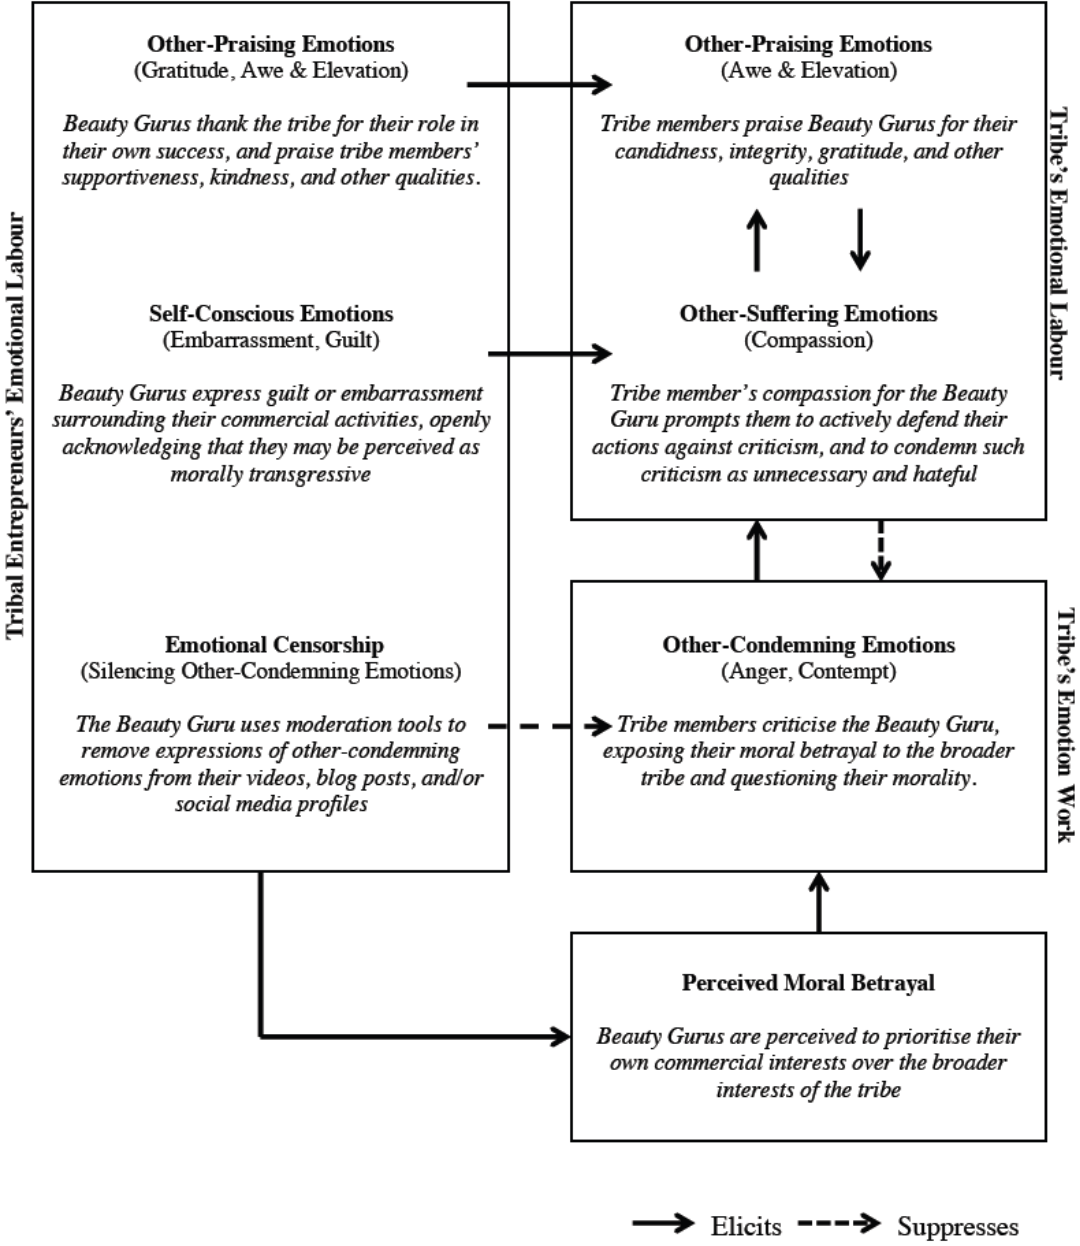 Tribal Entrepreneurs' Emotional Labour
Other-Praising Emotions
(Gratitude, Awe & Elevation)
Beauty Gurus thank the tribe for their role in
their own success, and praise tribe members'
supportiveness, kindness, and other qualities.
Self-Conscious Emotions
(Embarrassment, Guilt)
Beauty Gurus express guilt or embarrassment
surrounding their commercial activities, openly
acknowledging that they may be perceived as
morally transgressive
Emotional Censorship
(Silencing Other-Condemning Emotions)
The Beauty Guru uses moderation tools to
remove expressions of other-condemning
emotions from their videos, blog posts, and/or
social media profiles
Other-Praising Emotions
(Awe & Elevation)
Tribe members praise Beauty Gurus for their
candidness, integrity, gratitude, and other
qualities
Other-Suffering Emotions
(Compassion)
Tribe member's compassion for the Beauty
Guru prompts them to actively defend their
actions against criticism, and to condemn such
criticism as unnecessary and hateful
Tribe's Emotional Labour
Other-Condemning Emotions
(Anger, Contempt)
Tribe members criticise the Beauty Guru,
exposing their moral betrayal to the broader
tribe and questioning their morality.
Tribe's Emotion Work
Perceived Moral Betrayal
Beauty Gurus are perceived to prioritise their
own commercial interests over the broader
interests of the tribe
Elicits
Suppresses